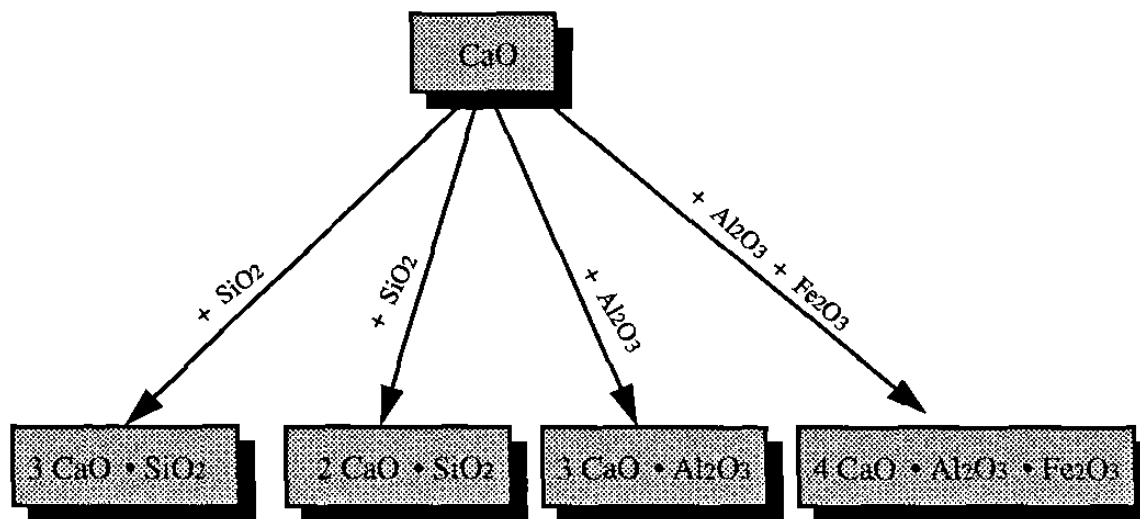 CaO
+ SiO2
+ SiO2
+ Al2O3
+ Al2O3 + Fe2O3
3 CaO • SiO2
2 CaO • SiO2
3 CaO • Al2O3
4 CaO • Al2O3 • Fe2O3